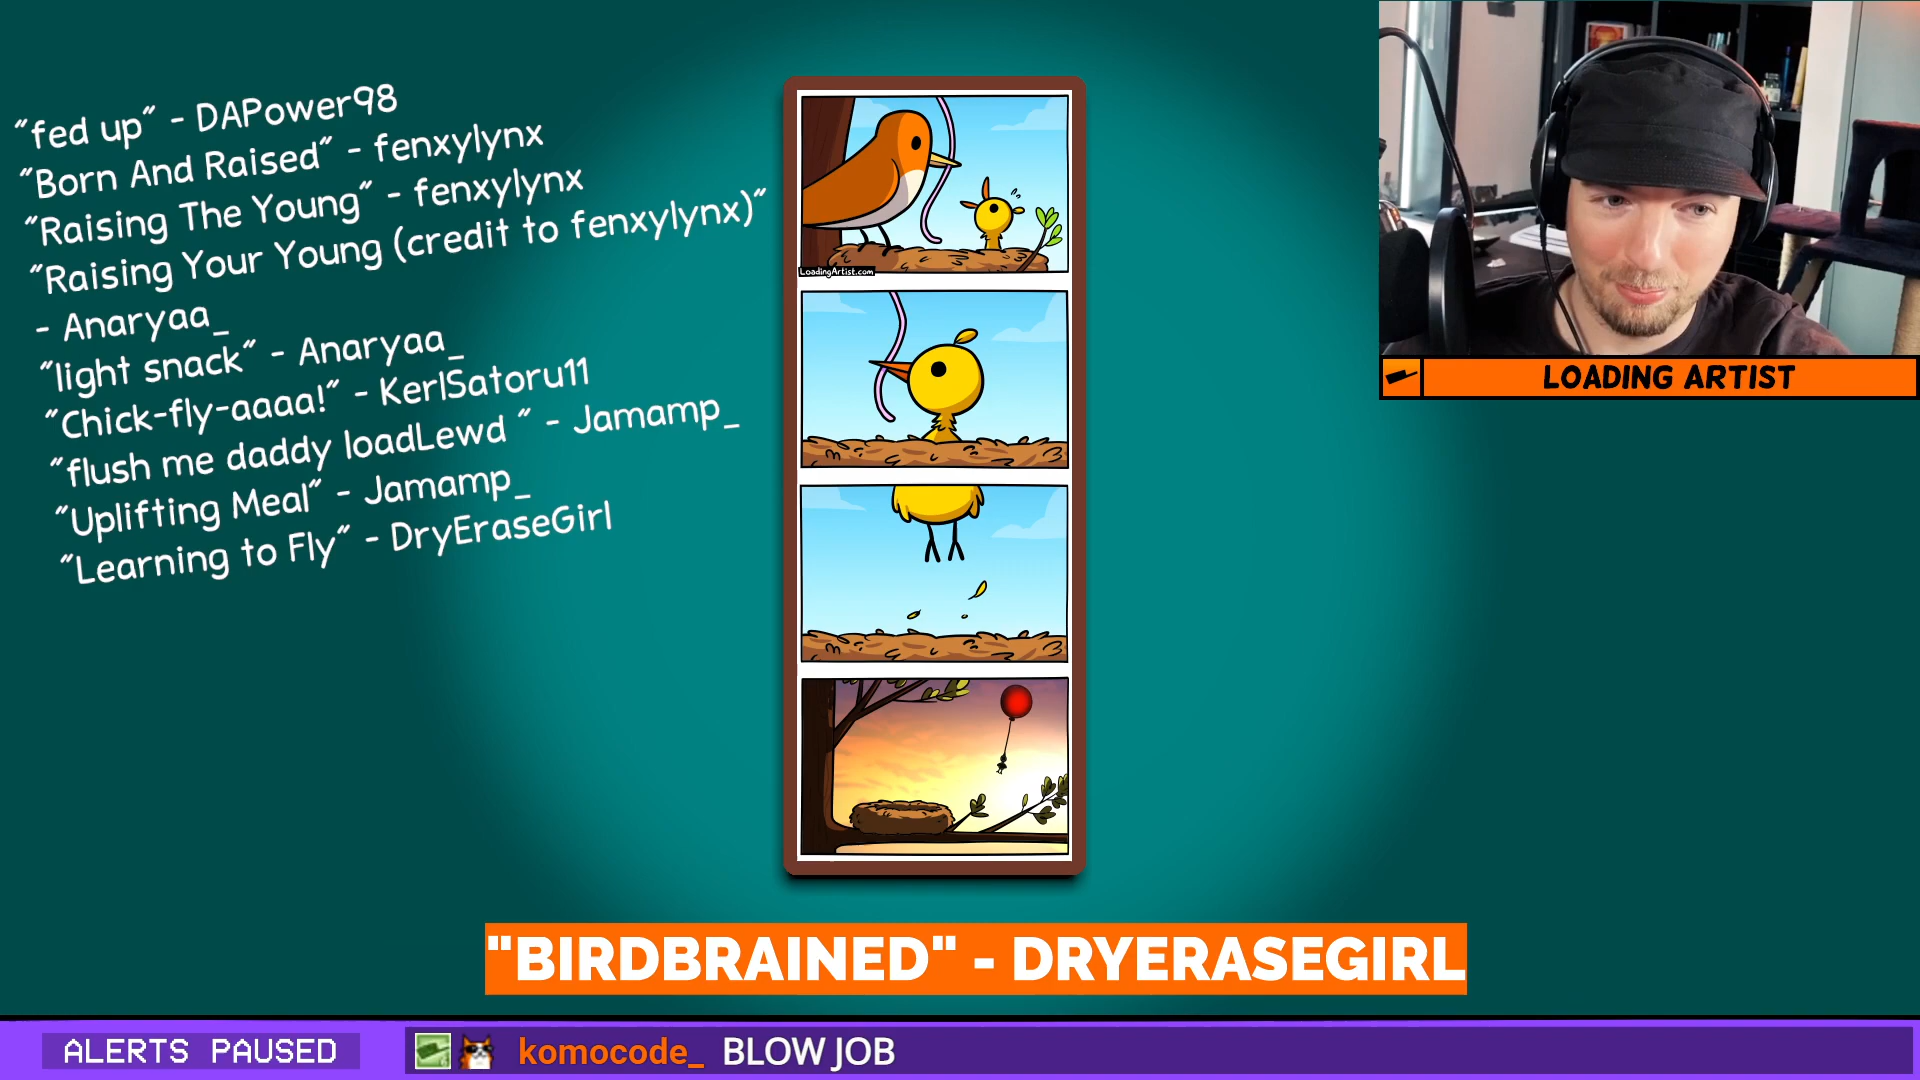 "fed up" - DAPower98
"Born And Raised" - fenxylynx
"Raising The Young" - fenxylynx
"Raising Your Young (credit to fenxylynx)"
- Anaryaa_
"light snack" - Anaryaa_
"Chick-fly-aaaa!" - KerlSatoru11
"flush me daddy loadLewd " - Jamamp_
"Uplifting Meal" - Jamamp_
"Learning to Fly" - DryEraseGirl
LoadingArtist.com
LOADING ARTIST
"BIRDBRAINED" - DRYERASEGIRL
ALERTS PAUSED
komocode_ BLOW JOB